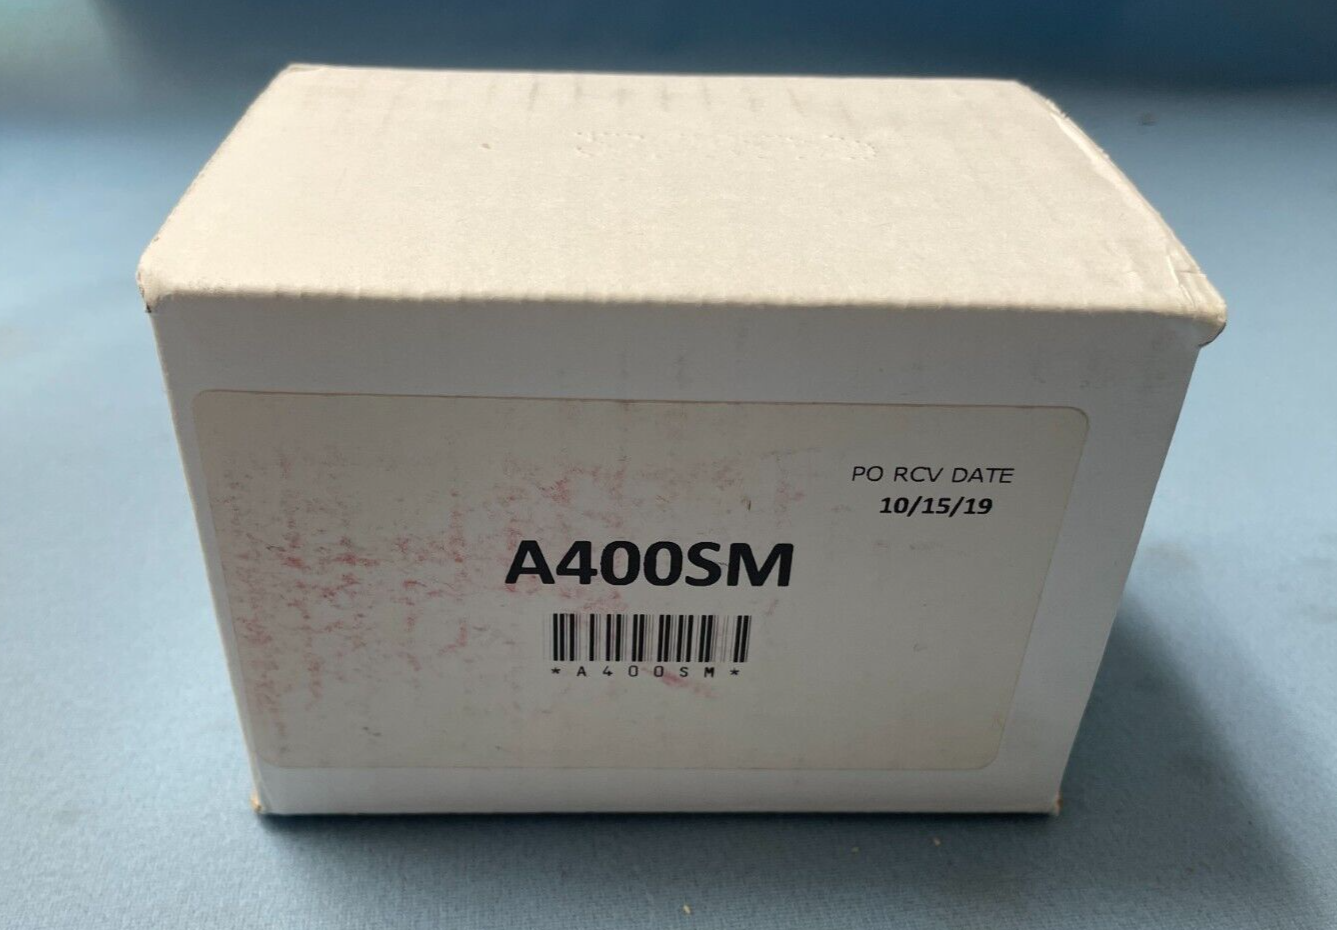 PO RCV DATE
10/15/19
A400SM
*A400SM*